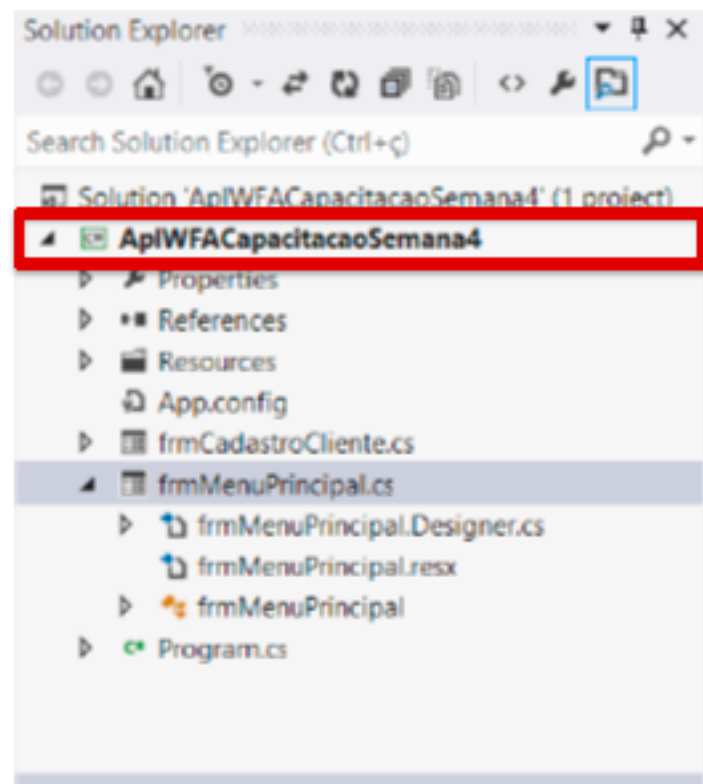 Solution Explorer
Search Solution Explorer (Ctrl+ç)
Solution 'AplWFACapacitacaoSemana4' (1 project)
AplWFACapacitacaoSemana4
Properties
References
Resources
App.config
frmCadastroCliente.cs
frmMenuPrincipal.cs
frmMenuPrincipal.Designer.cs
frmMenuPrincipal.resx
frmMenuPrincipal
C# Program.cs